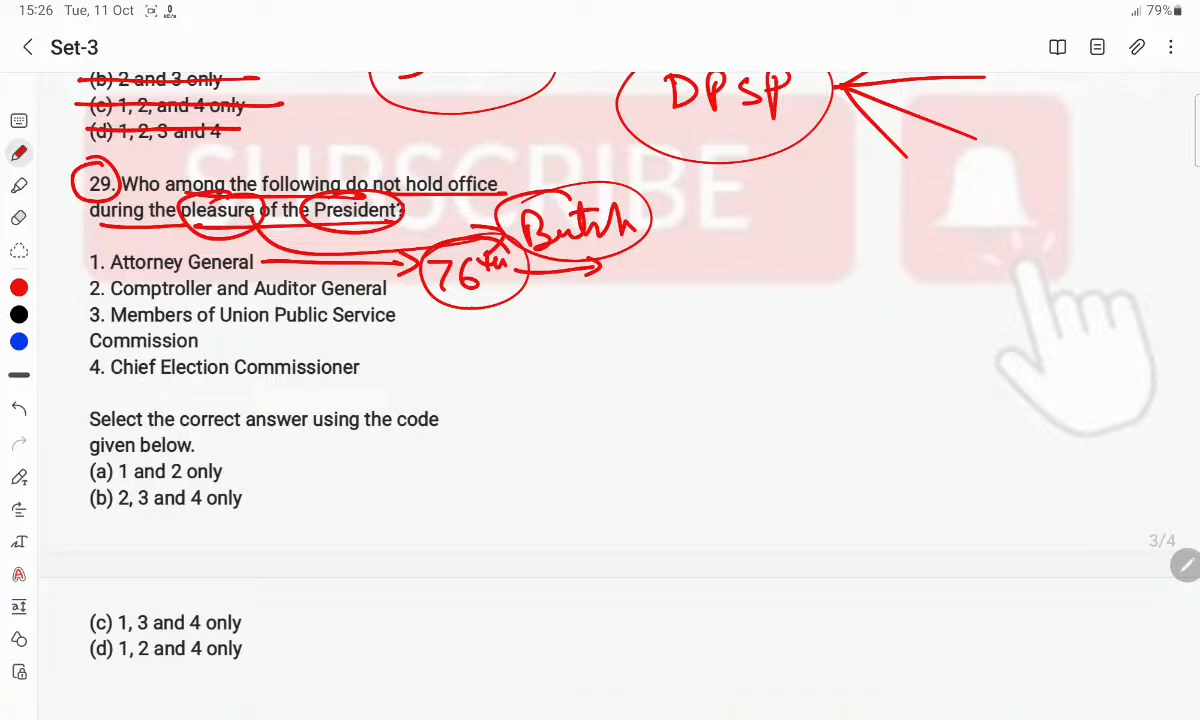 15:26 Tue, 11 Oct
79%
Set-3
(b) 2 and 3 only
(c) 1, 2, and 4 only
(d) 1, 2, 3 and 4
DPSP
SUBSCRIBE
29. Who among the following do not hold office
during the pleasure of the President?
1. Attorney General
76th
2. Comptroller and Auditor General
3. Members of Union Public Service
Commission
4. Chief Election Commissioner
Select the correct answer using the code
given below.
(a) 1 and 2 only
(b) 2, 3 and 4 only
3/4
(c) 1, 3 and 4 only
(d) 1, 2 and 4 only